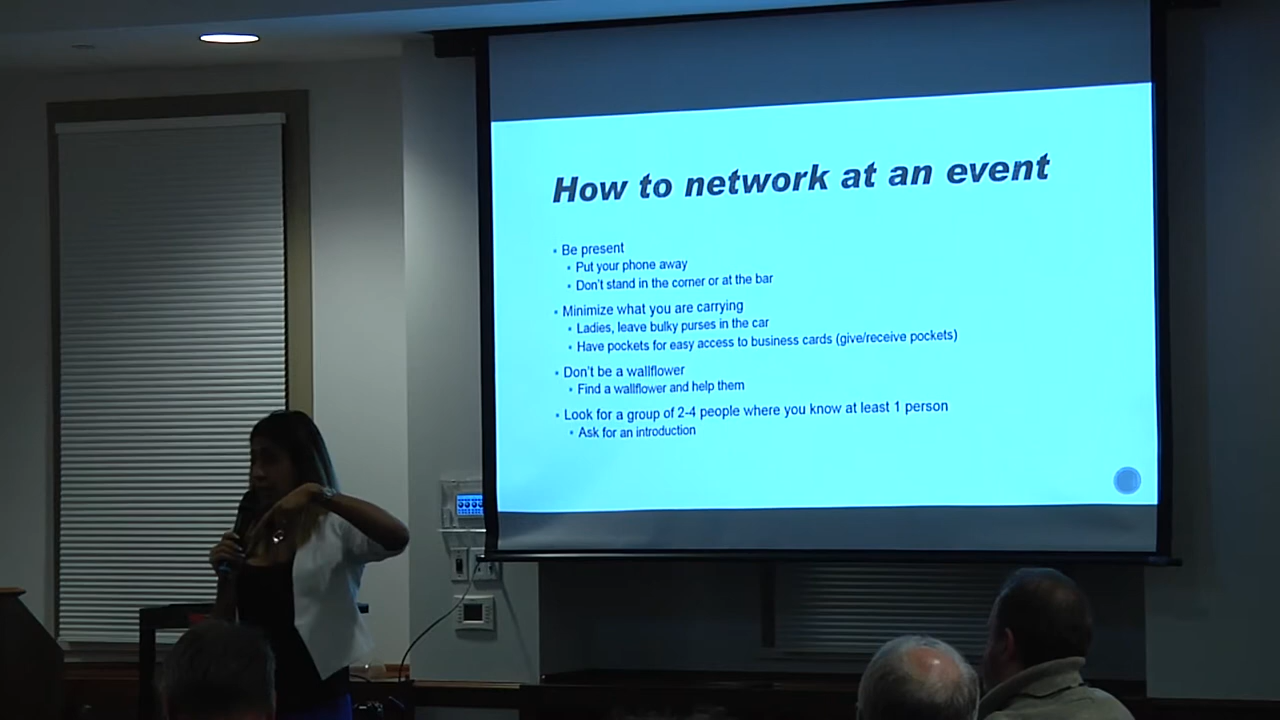 How to network at an event
• Be present
• Put your phone away
• Don't stand in the corner or at the bar
• Minimize what you are carrying
• Ladies, leave bulky purses in the car
• Have pockets for easy access to business cards (give/receive pockets)
• Don't be a wallflower
• Find a wallflower and help them
• Look for a group of 2-4 people where you know at least 1 person
• Ask for an introduction